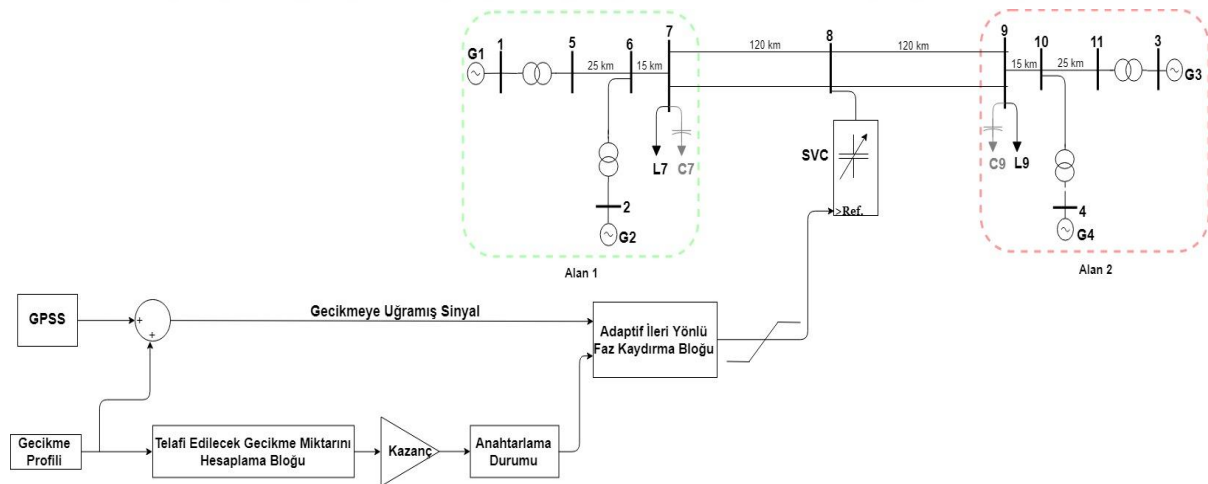 G1
1
5
6
7
8
9
10
11
3
G3
25 km
15 km
120 km
120 km
15 km
25 km
L7
C7
SVC
>Ref.
C9
L9
2
G2
4
G4
Alan 1
Alan 2
GPSS
+
+
Gecikmeye Uğramış Sinyal
Adaptif İleri Yönlü
Faz Kaydırma Bloğu
Gecikme
Profili
Telafi Edilecek Gecikme Miktarını
Hesaplama Bloğu
Kazanç
Anahtarlama
Durumu